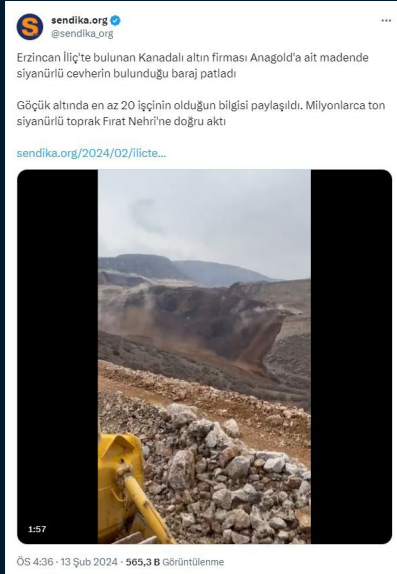 sendika.org
@sendika_org
Erzincan İliç'te bulunan Kanadalı altın firması Anagold'a ait madende
siyanürlü cevherin bulunduğu baraj patladı
Göçük altında en az 20 işçinin olduğun bilgisi paylaşıldı. Milyonlarca ton
siyanürlü toprak Fırat Nehri'ne doğru aktı
sendika.org/2024/02/ilicte...
1:57
ÖS 4:36 · 13 Şub 2024 · 565,3 B Görüntülenme